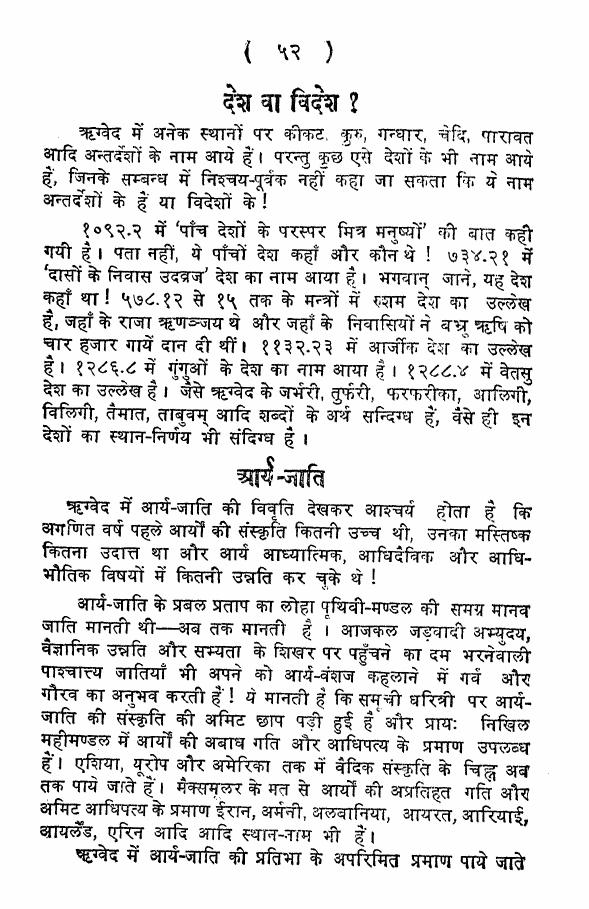 ( ५२ )
देश वा विदेश ?
ऋग्वेद में अनेक स्थानों पर कीकट, कुरु, गन्धार, चेदि, पारावत
आदि अन्तर्देशों के नाम आये हैं। परन्तु कुछ एसे देशों के भी नाम आये
हैं, जिनके सम्बन्ध में निश्चय-पूर्वक नहीं कहा जा सकता कि ये नाम
अन्तर्देशों के हैं या विदेशों के !
१०९२.२ में 'पाँच देशों के परस्पर मित्र मनुष्यों' की बात कही
गयी है। पता नहीं, ये पाँचों देश कहाँ और कौन थे ! ७३४.२१ में
'दासों के निवास उदव्रज' देश का नाम आया है। भगवान् जाने, यह देश
कहाँ था ! ५७८.१२ से १५ तक के मन्त्रों में रुशम देश का उल्लेख
है, जहाँ के राजा ऋणञ्जय थे और जहाँ के निवासियों ने बभ्रु ऋषि को
चार हजार गायें दान दी थीं। ११३२.२३ में आर्जीक देश का उल्लेख
है। १२८६.८ में गुंगुओं के देश का नाम आया है। १२८८.४ में वेतसु
देश का उल्लेख है। जैसे ऋग्वेद के जर्भरी, तुर्फरी, फरफरीका, आलिगी,
विलिगी, तैमात, ताबुवम् आदि शब्दों के अर्थ सन्दिग्ध हैं, वैसे ही इन
देशों का स्थान-निर्णय भी संदिग्ध है।
आर्य-जाति
ऋग्वेद में आर्य-जाति की विवृति देखकर आश्चर्य होता है कि
अगणित वर्ष पहले आर्यों की संस्कृति कितनी उच्च थी, उनका मस्तिष्क
कितना उदात्त था और आर्य आध्यात्मिक, आधिदैविक और आधि-
भौतिक विषयों में कितनी उन्नति कर चुके थे !
आर्य-जाति के प्रबल प्रताप का लोहा पृथिवी-मण्डल की समग्र मानव
जाति मानती थी—अब तक मानती है। आजकल जड़वादी अभ्युदय,
वैज्ञानिक उन्नति और सभ्यता के शिखर पर पहुँचने का दम भरनेवाली
पाश्चात्त्य जातियाँ भी अपने को आर्य-वंशज कहलाने में गर्व और
गौरव का अनुभव करती हैं! ये मानती है कि समूची धरित्री पर आर्य-
जाति की संस्कृति की अमिट छाप पड़ी हुई है और प्रायः निखिल
महीमण्डल में आर्यों की अबाध गति और आधिपत्य के प्रमाण उपलब्ध
हैं। एशिया, यूरोप और अमेरिका तक में वैदिक संस्कृति के चिह्न अब
तक पाये जाते हैं। मैक्समूलर के मत से आर्यों की अप्रतिहत गति और
अमिट आधिपत्य के प्रमाण ईरान, अर्मनी, अलबानिया, आयरत, आरियाई,
आयर्लैंड, एरिन आदि आदि स्थान-नाम भी हैं।
ऋग्वेद में आर्य-जाति की प्रतिभा के अपरिमित प्रमाण पाये जाते